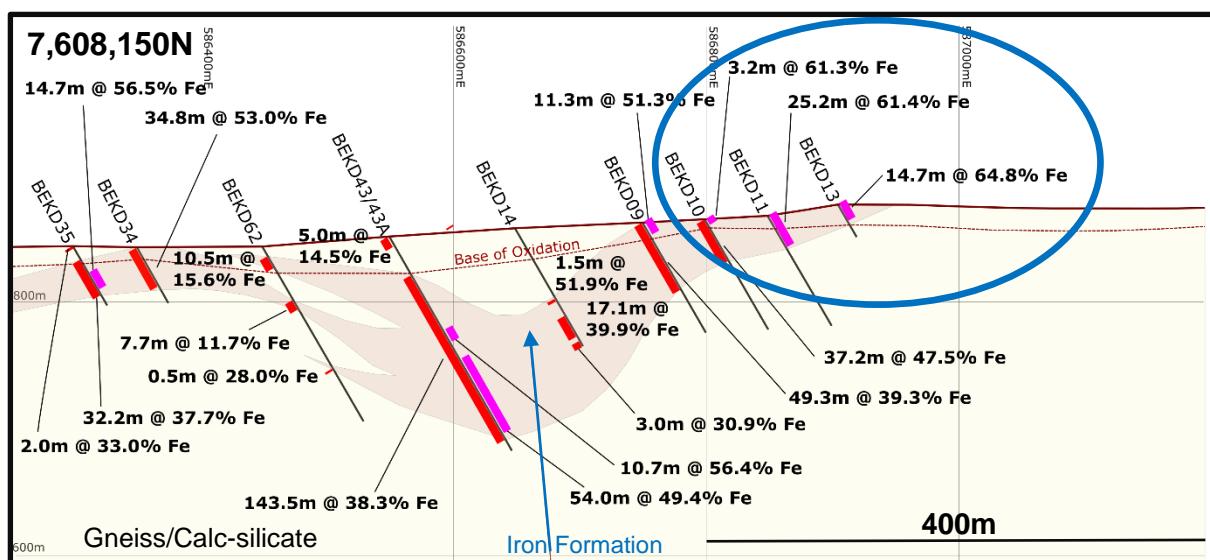 7,608,150N
586400mE
586600mE
586800mE
587000mE
14.7m @ 56.5% Fe
34.8m @ 53.0% Fe
11.3m @ 51.3% Fe
3.2m @ 61.3% Fe
25.2m @ 61.4% Fe
14.7m @ 64.8% Fe
BEKD35
BEKD34
BEKD62
BEKD43/43A
BEKD14
BEKD09
BEKD10
BEKD11
BEKD13
5.0m @
14.5% Fe
10.5m @
15.6% Fe
Base of Oxidation
1.5m @
51.9% Fe
17.1m @
39.9% Fe
800m
7.7m @ 11.7% Fe
0.5m @ 28.0% Fe
37.2m @ 47.5% Fe
49.3m @ 39.3% Fe
32.2m @ 37.7% Fe
2.0m @ 33.0% Fe
3.0m @ 30.9% Fe
10.7m @ 56.4% Fe
54.0m @ 49.4% Fe
143.5m @ 38.3% Fe
400m
600m
Gneiss/Calc-silicate
Iron Formation